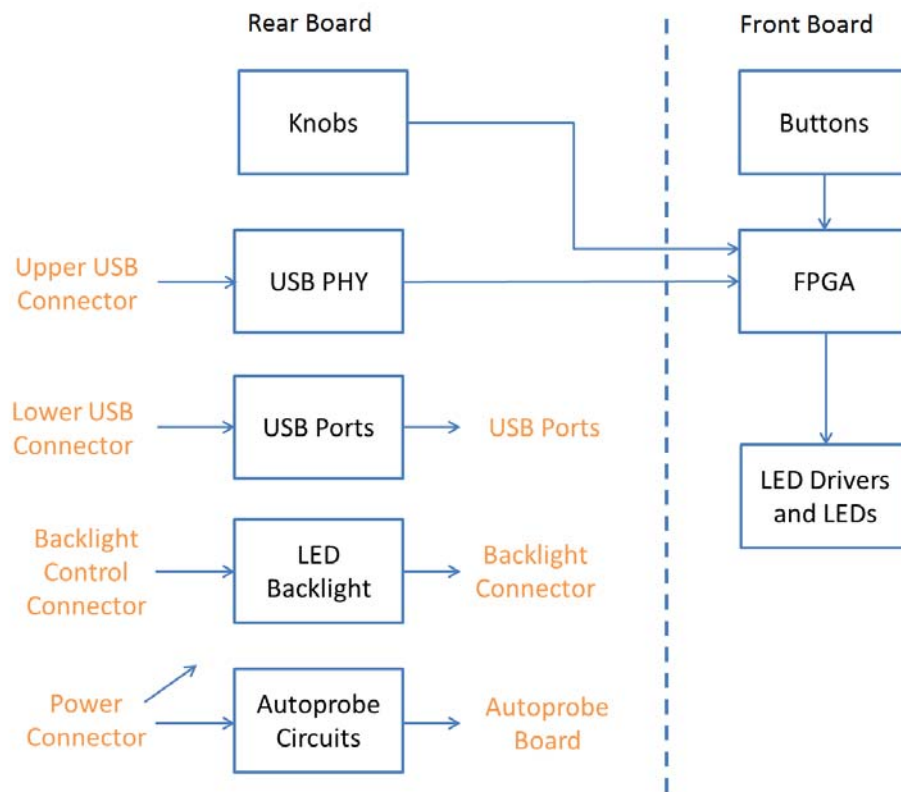 Rear Board
Front Board
Knobs
Buttons
Upper USB
Connector
USB PHY
FPGA
Lower USB
Connector
USB Ports
USB Ports
LED Drivers
and LEDs
Backlight
Control
Connector
LED
Backlight
Backlight
Connector
Power
Connector
Autoprobe
Circuits
Autoprobe
Board